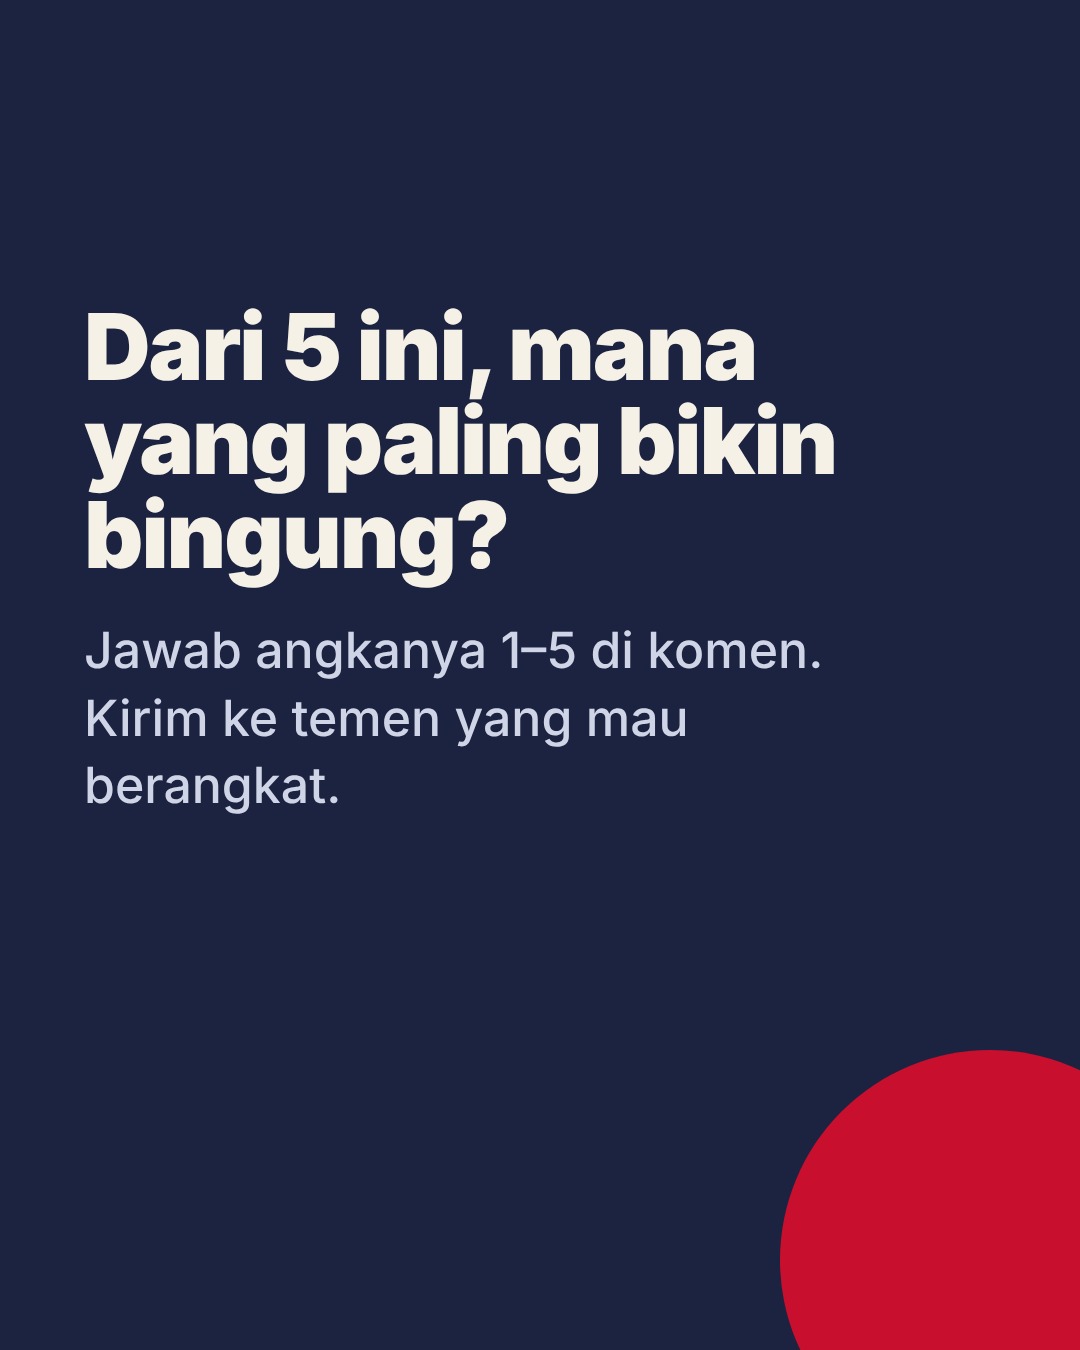 Dari 5 ini, mana
yang paling bikin
bingung?
Jawab angkanya 1–5 di komen.
Kirim ke temen yang mau
berangkat.